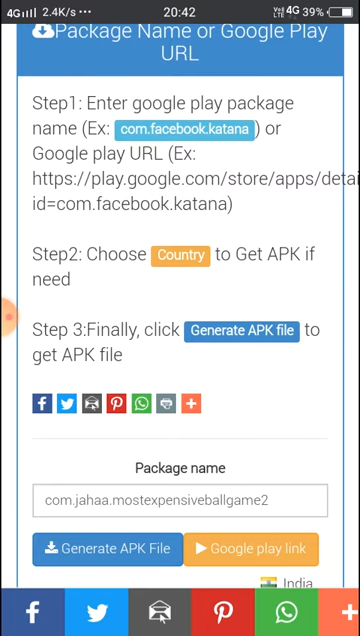 4G 2.4K/s ... 20:42 4G 39%
Package Name or Google Play
URL
Step1: Enter google play package
name (Ex: com.facebook.katana ) or
Google play URL (Ex:
https://play.google.com/store/apps/detai
id=com.facebook.katana)
Step2: Choose Country to Get APK if
need
Step 3:Finally, click Generate APK file to
get APK file
Package name
com.jahaa.mostexpensiveballgame2
Generate APK File Google play link
India